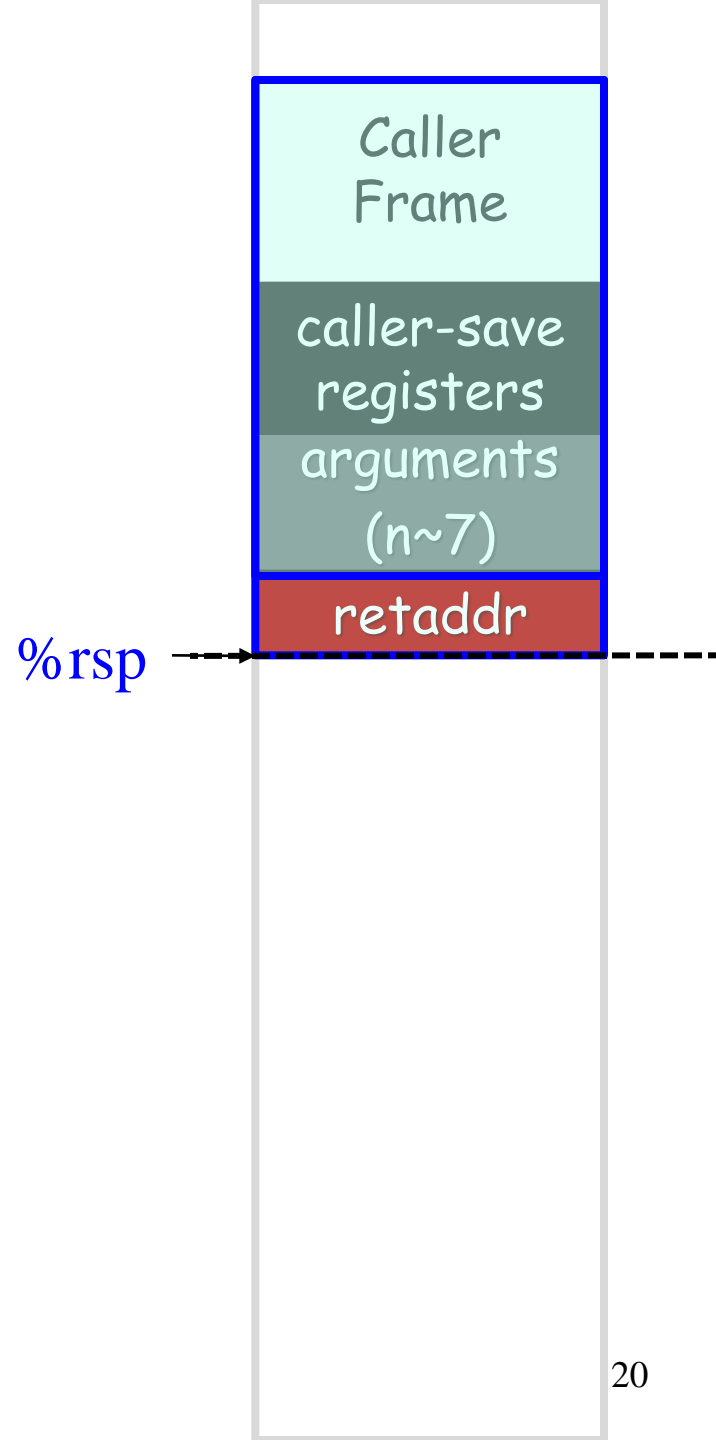 Caller
Frame
caller-save
registers
arguments
(n~7)
retaddr
%rsp
20